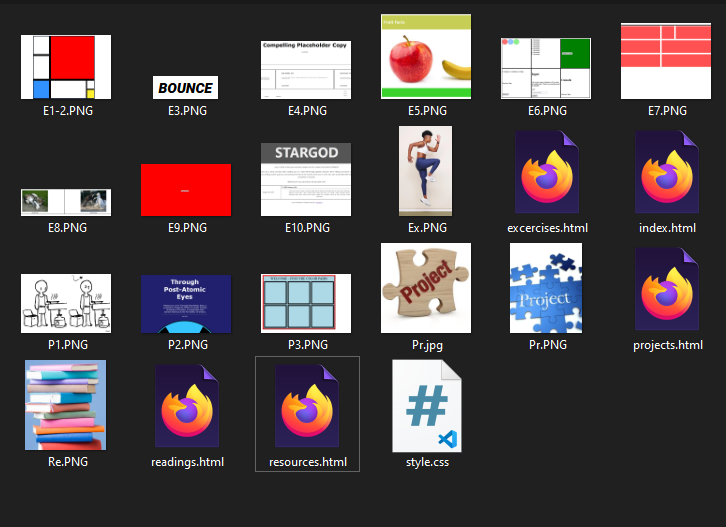 Compelling Placeholder Copy
BOUNCE
E1-2.PNG
E3.PNG
E4.PNG
E5.PNG
E6.PNG
E7.PNG
STARGOD
E8.PNG
E9.PNG
E10.PNG
Ex.PNG
excercises.html
index.html
Through
Post-Atomic
Eyes
Project
Project
P1.PNG
P2.PNG
P3.PNG
Pr.jpg
Pr.PNG
projects.html
#
Re.PNG
readings.html
resources.html
style.css